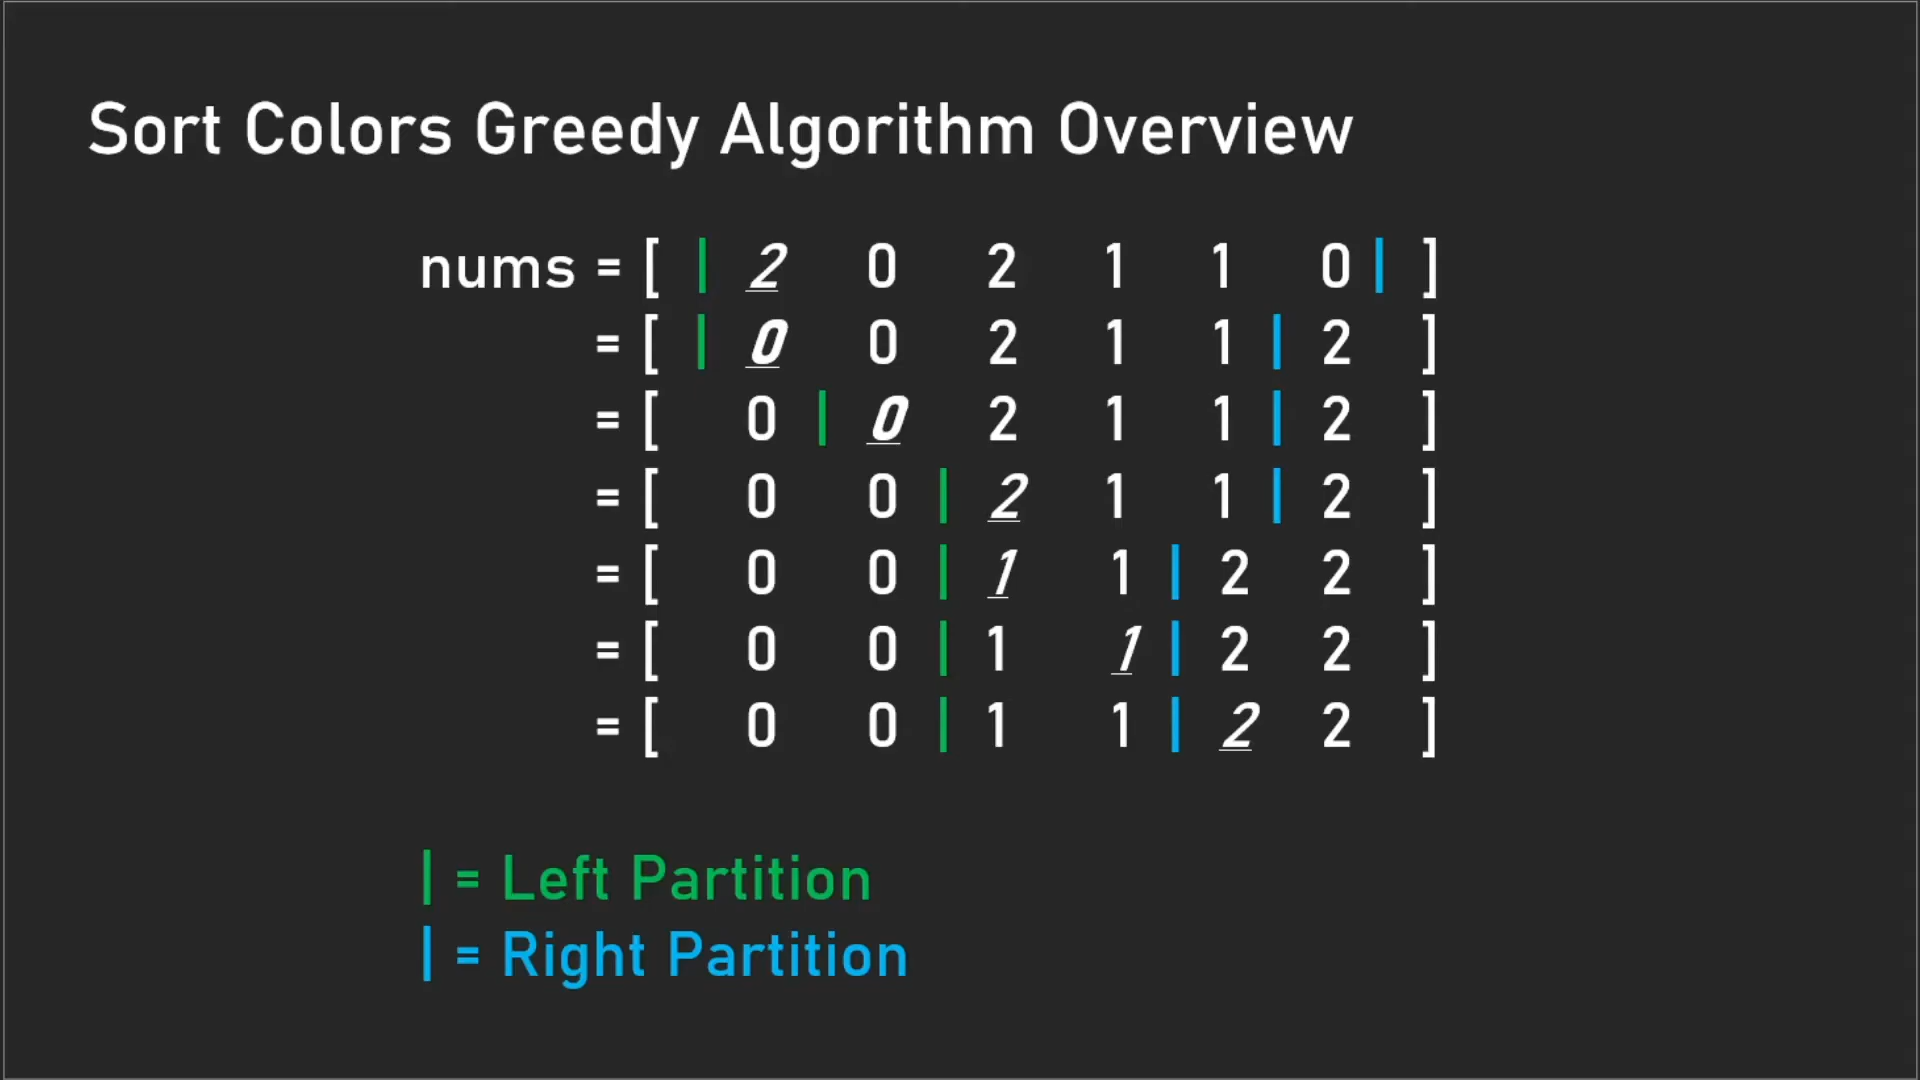 Sort Colors Greedy Algorithm Overview
nums = [ | 2 0 2 1 1 0 | ]
= [ | 0 0 2 1 1 | 2 ]
= [ 0 | 0 2 1 1 | 2 ]
= [ 0 0 | 2 1 1 | 2 ]
= [ 0 0 | 1 1 | 2 2 ]
= [ 0 0 | 1 1 | 2 2 ]
= [ 0 0 | 1 1 | 2 2 ]
| = Left Partition
| = Right Partition